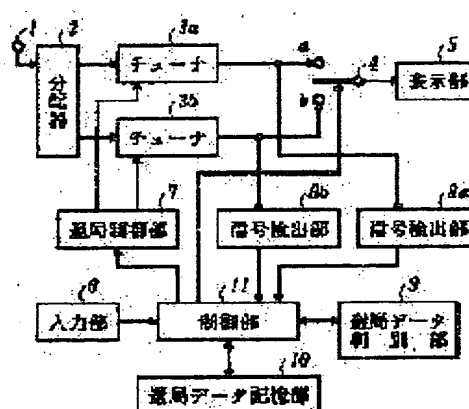 1 2 3a
分配器 チューナ a 4 5
表示部
3b b
チューナ
7 8b 8a
選局制御部 信号検出部 信号検出部
6 11 9
入力部 制御部 選局データ
判別部
10
選局データ記憶部